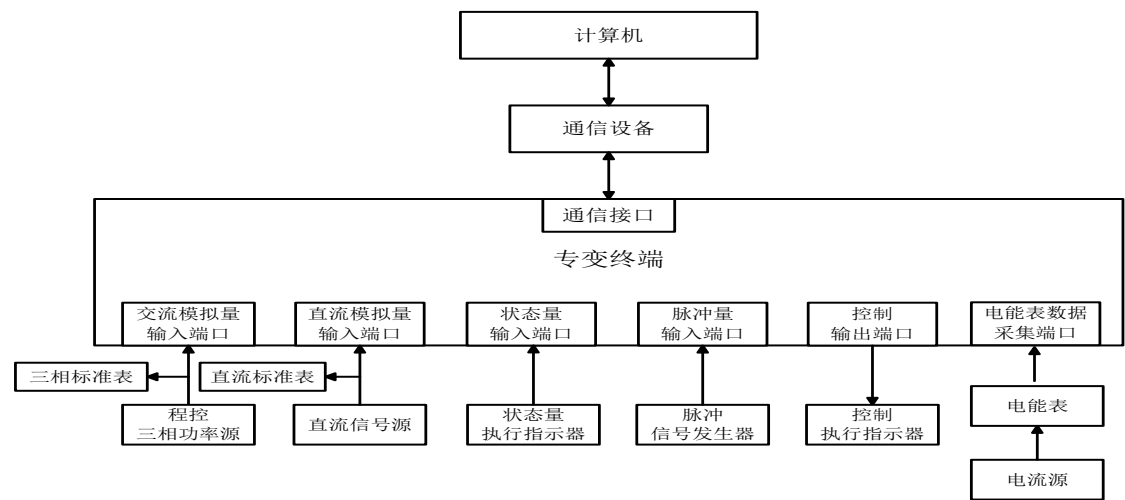 计算机
通信设备
通信接口
专变终端
交流模拟量
输入端口
直流模拟量
输入端口
状态量
输入端口
脉冲量
输入端口
控制
输出端口
电能表数据
采集端口
三相标准表
直流标准表
程控
三相功率源
直流信号源
状态量
执行指示器
脉冲
信号发生器
控制
执行指示器
电能表
电流源